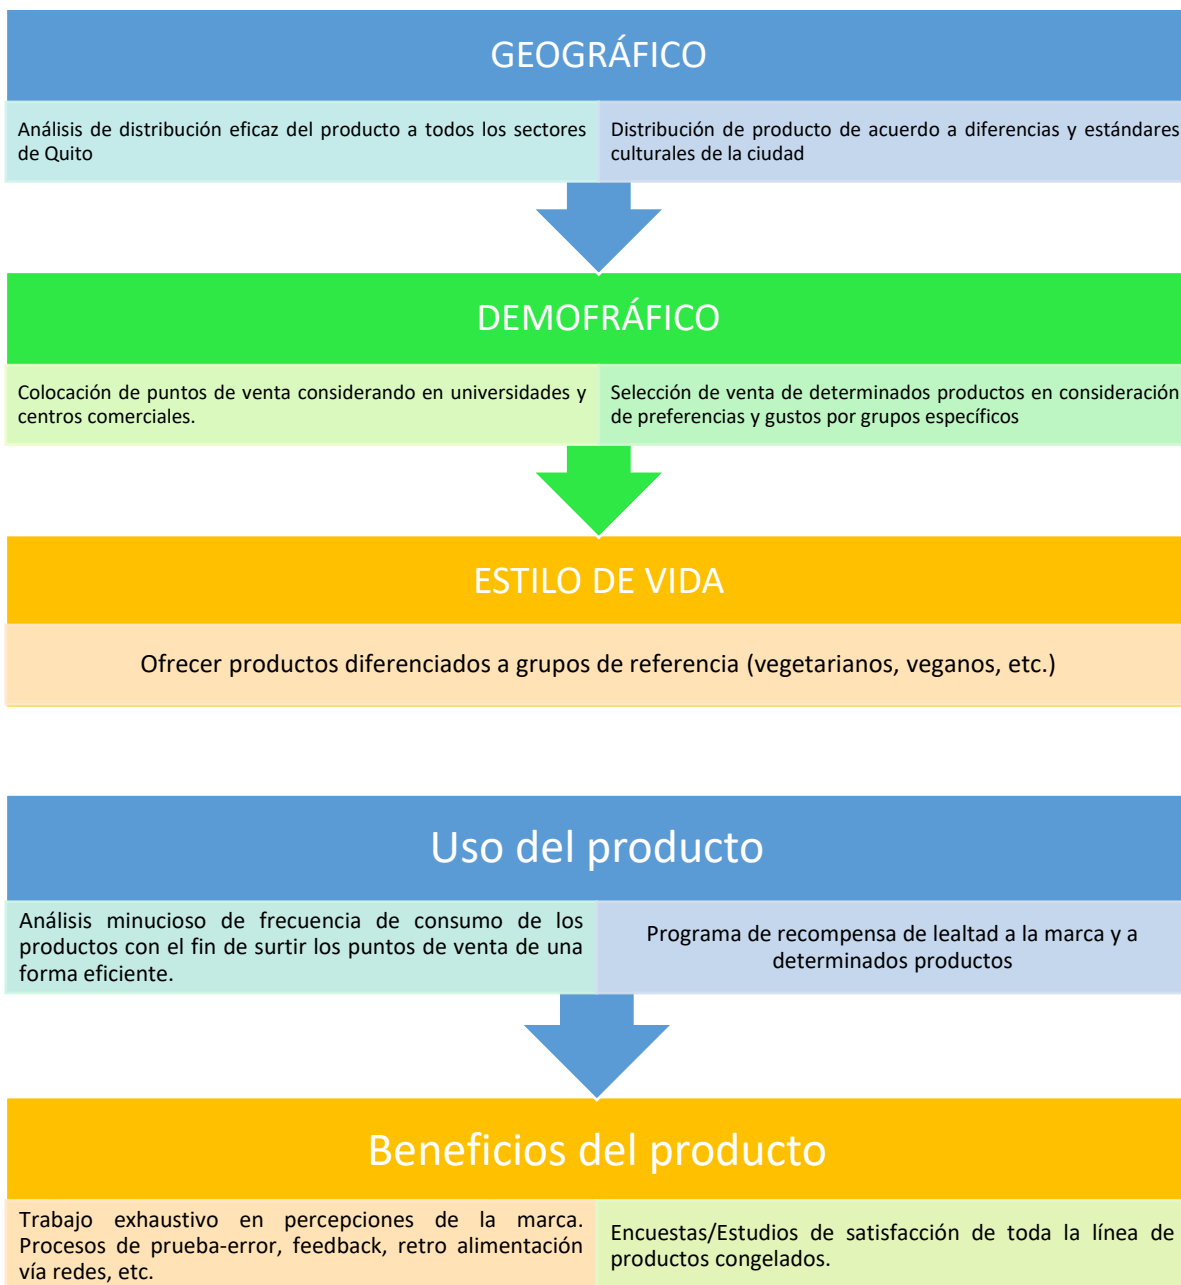 GEOGRÁFICO
Análisis de distribución eficaz del producto a todos los sectores
de Quito
Distribución de producto de acuerdo a diferencias y estándares
culturales de la ciudad
DEMOFRÁFICO
Colocación de puntos de venta considerando en universidades y
centros comerciales.
Selección de venta de determinados productos en consideración
de preferencias y gustos por grupos específicos
ESTILO DE VIDA
Ofrecer productos diferenciados a grupos de referencia (vegetarianos, veganos, etc.)
Uso del producto
Análisis minucioso de frecuencia de consumo de los
productos con el fin de surtir los puntos de venta de una
forma eficiente.
Programa de recompensa de lealtad a la marca y a
determinados productos
Beneficios del producto
Trabajo exhaustivo en percepciones de la marca.
Procesos de prueba-error, feedback, retro alimentación
vía redes, etc.
Encuestas/Estudios de satisfacción de toda la línea de
productos congelados.